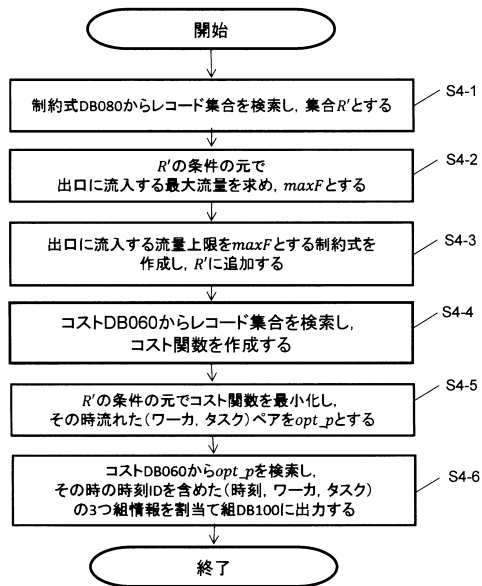 開始
制約式DB080からレコード集合を検索し, 集合R'とする
S4-1
R'の条件の元で
出口に流入する最大流量を求め, maxFとする
S4-2
出口に流入する流量上限をmaxFとする制約式を
作成し, R'に追加する
S4-3
コストDB060からレコード集合を検索し,
コスト関数を作成する
S4-4
R'の条件の元でコスト関数を最小化し,
その時流れた(ワーカ, タスク)ペアをopt_pとする
S4-5
コストDB060からopt_pを検索し,
その時の時刻IDを含めた(時刻, ワーカ, タスク)
の3つ組情報を割当て組DB100に出力する
S4-6
終了